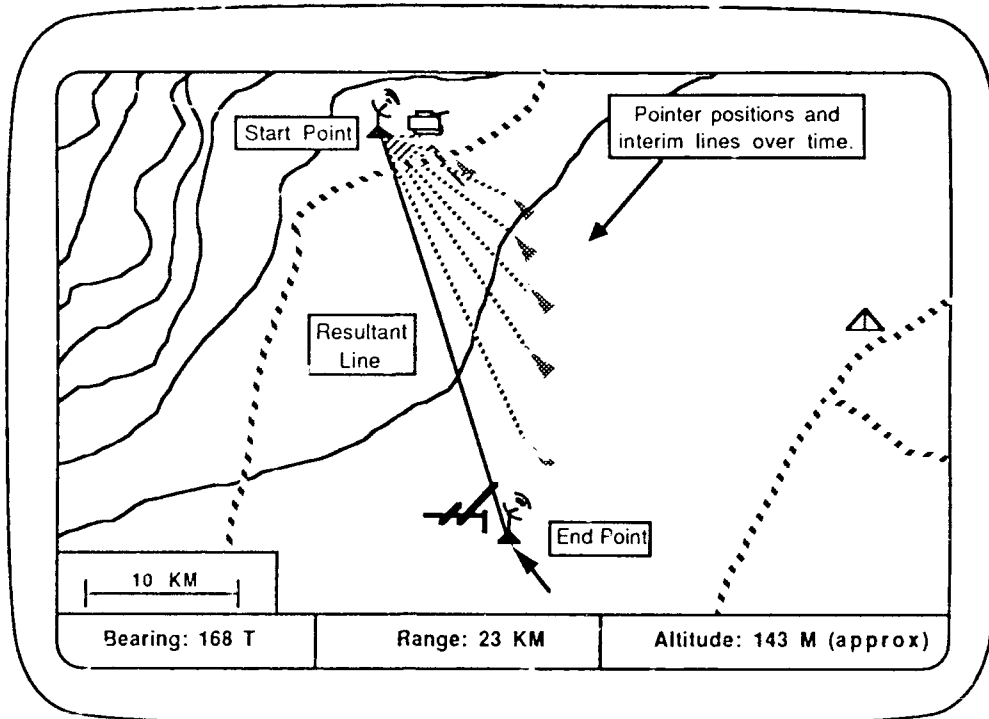 Start Point
Pointer positions and
interim lines over time.
Resultant
Line
End Point
10 KM
Bearing: 168 T
Range: 23 KM
Altitude: 143 M (approx)